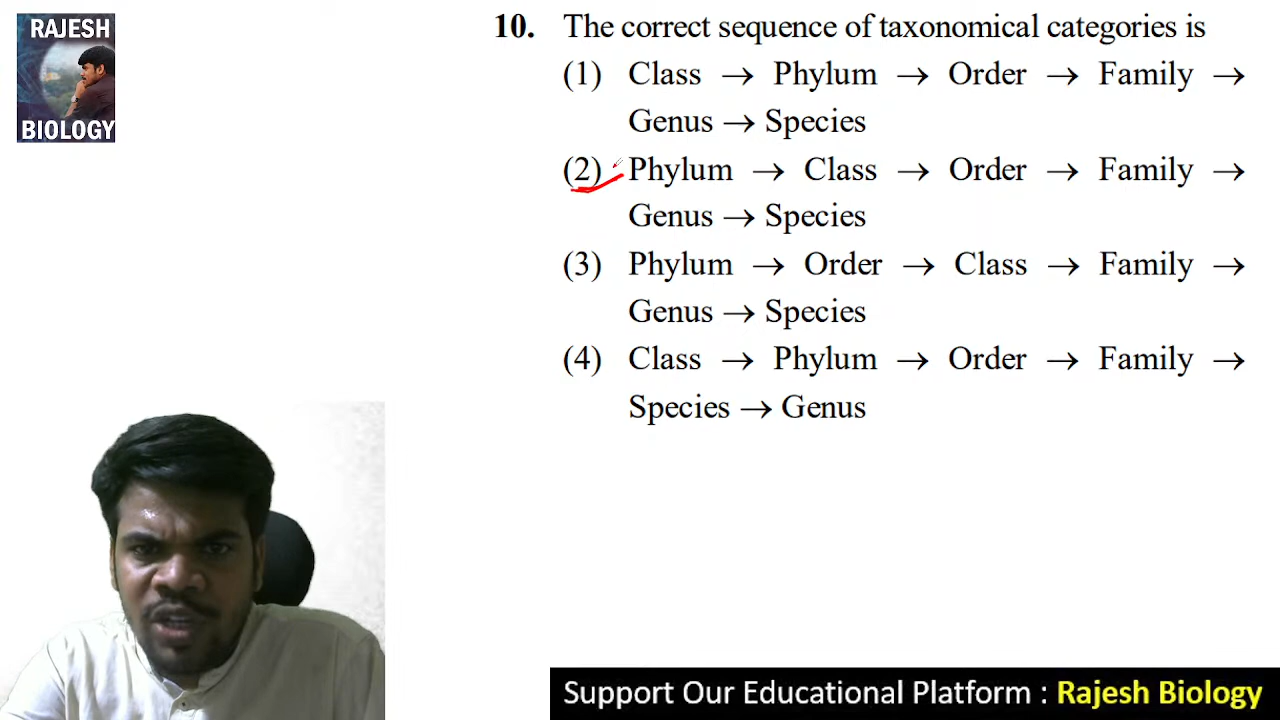 RAJESH
BIOLOGY
10. The correct sequence of taxonomical categories is
(1) Class → Phylum → Order → Family →
Genus → Species
(2) Phylum → Class → Order → Family →
Genus → Species
(3) Phylum → Order → Class → Family →
Genus → Species
(4) Class → Phylum → Order → Family →
Species → Genus
Support Our Educational Platform : Rajesh Biology